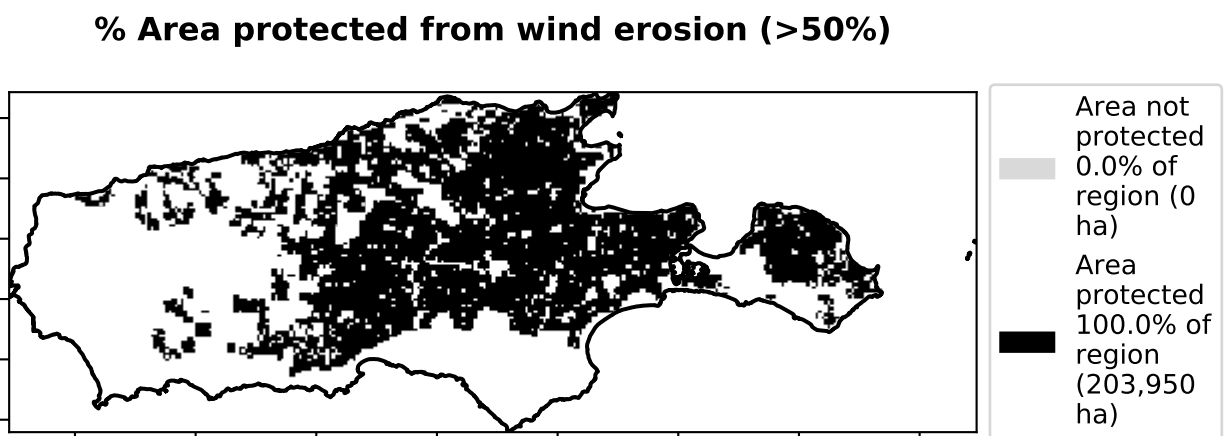 % Area protected from wind erosion (>50%)
Area not
protected
0.0% of
region (0
ha)
Area
protected
100.0% of
region
(203,950
ha)